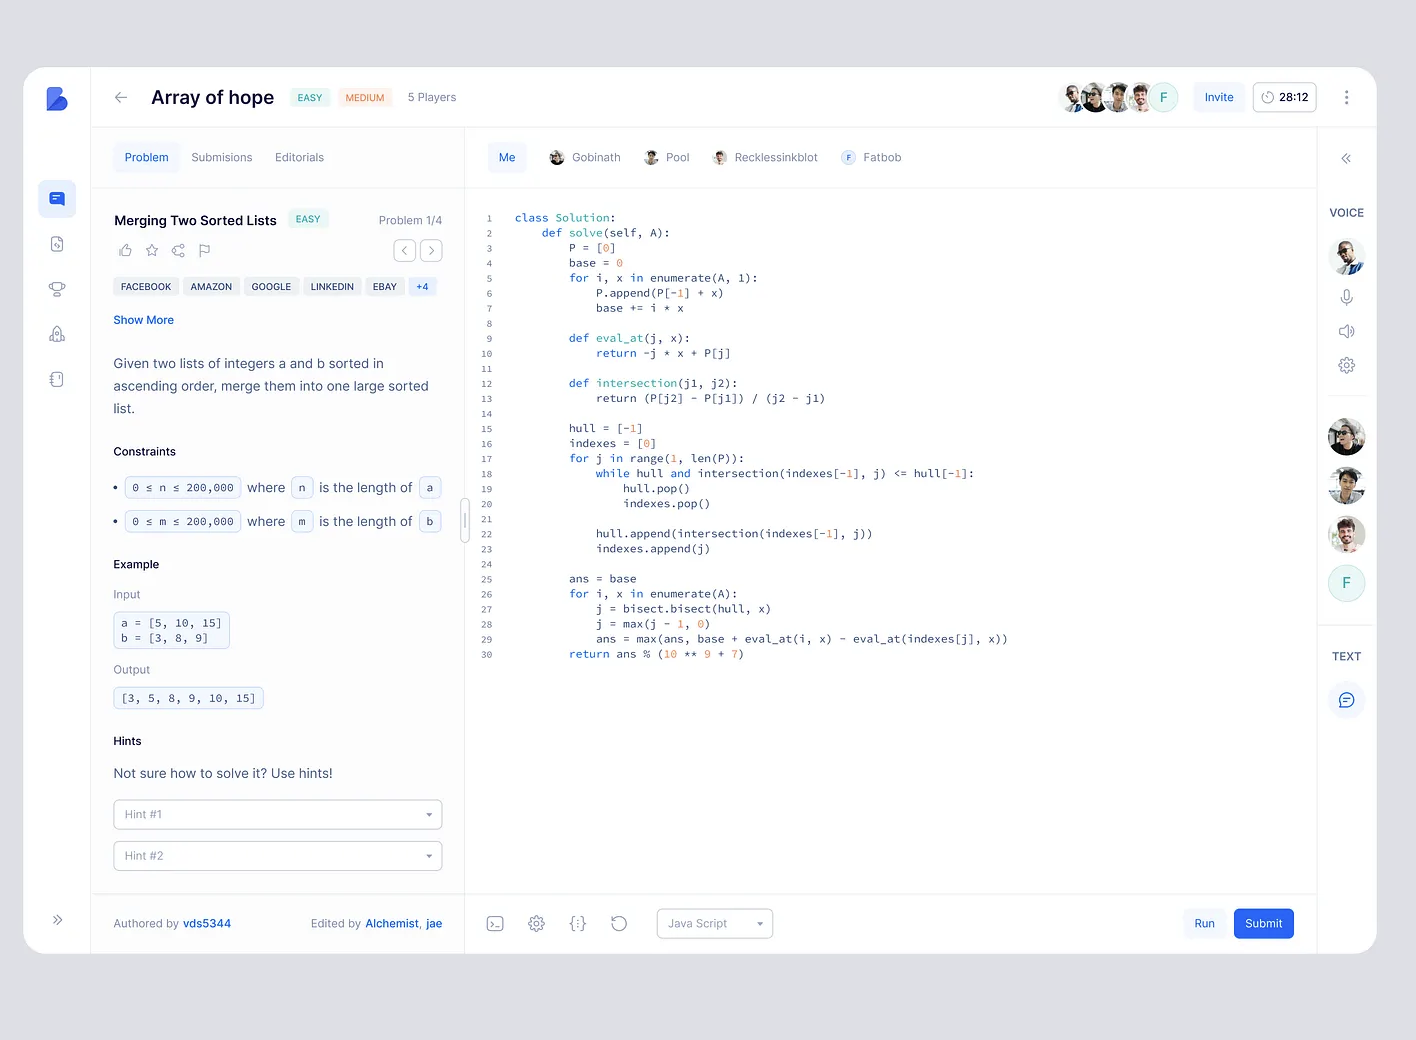 Array of hope EASY MEDIUM 5 Players F Invite 28:12
Problem Submisions Editorials
Me Gobinath Pool Recklessinkblot F Fatbob
Merging Two Sorted Lists EASY Problem 1/4
FACEBOOK AMAZON GOOGLE LINKEDIN EBAY +4
Show More
Given two lists of integers a and b sorted in
ascending order, merge them into one large sorted
list.
Constraints
• 0 ≤ n ≤ 200,000 where n is the length of a
• 0 ≤ m ≤ 200,000 where m is the length of b
Example
Input
a = [5, 10, 15]
b = [3, 8, 9]
Output
[3, 5, 8, 9, 10, 15]
Hints
Not sure how to solve it? Use hints!
Hint #1
Hint #2
Authored by vds5344 Edited by Alchemist, jae
1 class Solution:
2     def solve(self, A):
3         P = [0]
4         base = 0
5         for i, x in enumerate(A, 1):
6             P.append(P[-1] + x)
7             base += i * x
8
9         def eval_at(j, x):
10             return -j * x + P[j]
11
12         def intersection(j1, j2):
13             return (P[j2] - P[j1]) / (j2 - j1)
14
15         hull = [-1]
16         indexes = [0]
17         for j in range(1, len(P)):
18             while hull and intersection(indexes[-1], j) <= hull[-1]:
19                 hull.pop()
20                 indexes.pop()
21
22             hull.append(intersection(indexes[-1], j))
23             indexes.append(j)
24
25         ans = base
26         for i, x in enumerate(A):
27             j = bisect.bisect(hull, x)
28             j = max(j - 1, 0)
29             ans = max(ans, base + eval_at(i, x) - eval_at(indexes[j], x))
30         return ans % (10 ** 9 + 7)
Java Script Run Submit
VOICE
F
TEXT